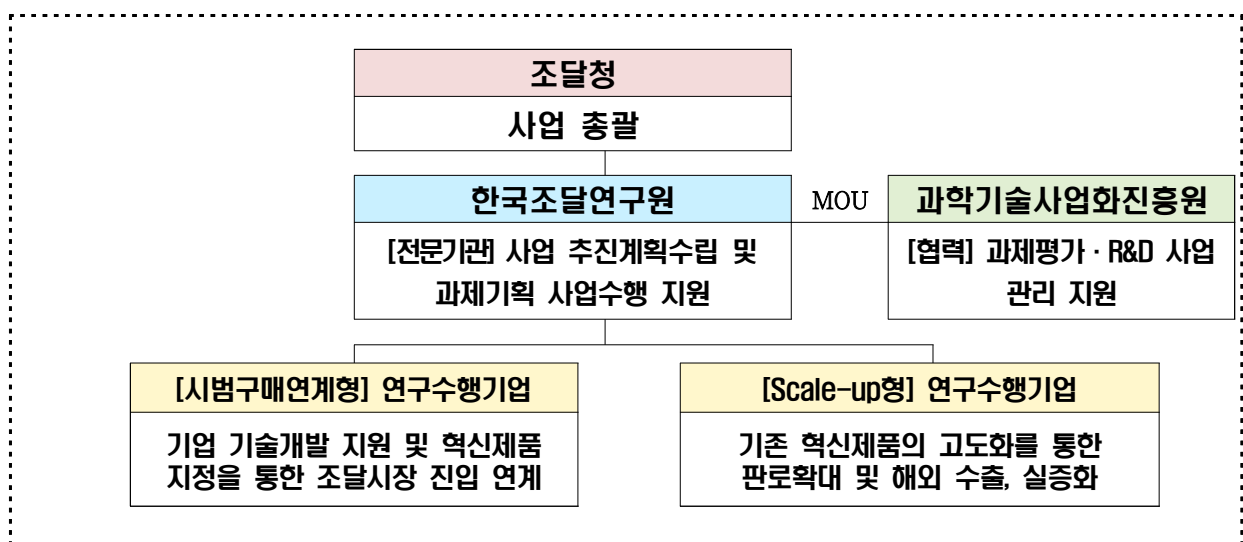 조달청
사업 총괄
한국조달연구원
MOU
과학기술사업화진흥원
[전문기관] 사업 추진계획수립 및
과제기획 사업수행 지원
[협력] 과제평가·R&D 사업
관리 지원
[시범구매연계형] 연구수행기업
기업 기술개발 지원 및 혁신제품
지정을 통한 조달시장 진입 연계
[Scale-up형] 연구수행기업
기존 혁신제품의 고도화를 통한
판로확대 및 해외 수출, 실증화